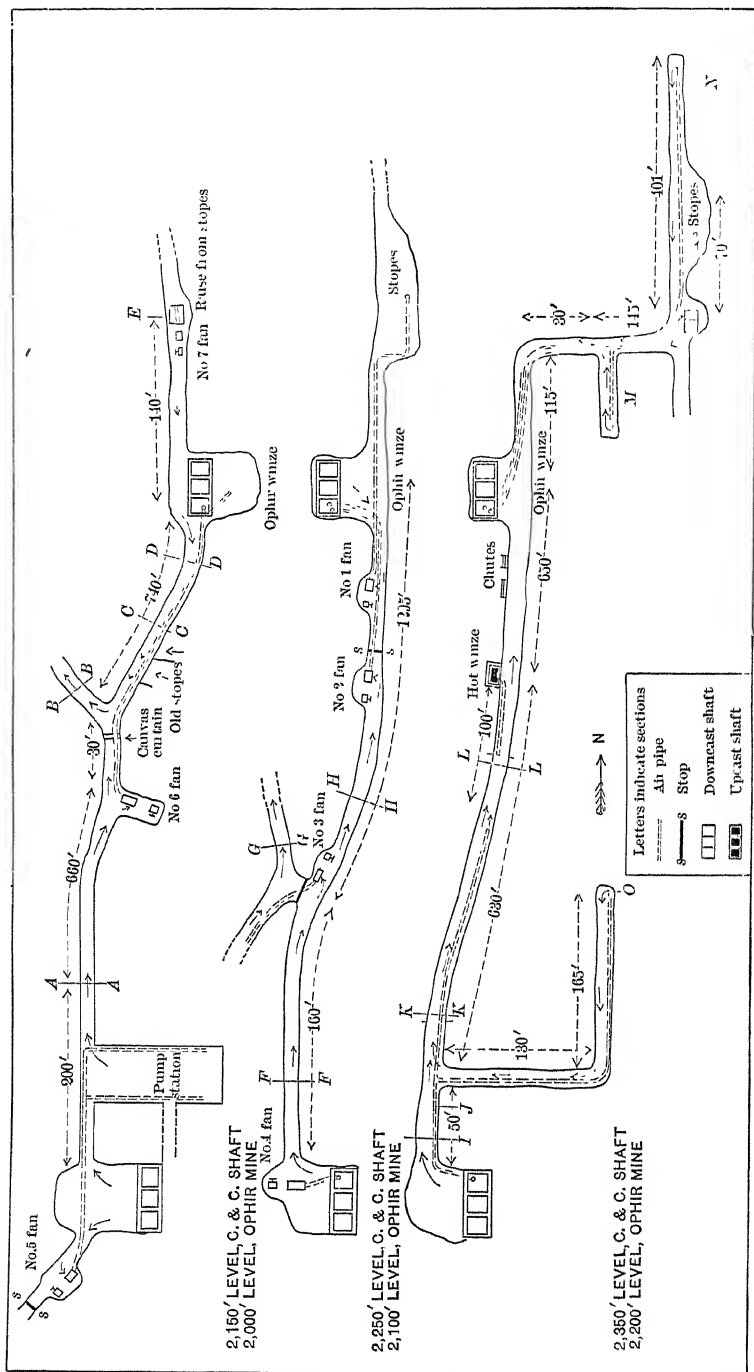 No.5 fan
s
s
200'
Pump
station
A
A
660'
No. 6 fan
30'
Canvas
curtain
Old stopes
B
B
740'
C
C
D
D
Ophir winze
140'
E
No 7 fan
Raise from stopes
2,150' LEVEL, C. & C. SHAFT
2,000' LEVEL, OPHIR MINE
No.4 fan
F
F
160'
G
G
No 3 fan
H
H
1295'
No 2 fan
s
s
No 1 fan
Ophir winze
Stopes
2,250' LEVEL, C. & C. SHAFT
2,100' LEVEL, OPHIR MINE
I
50'
J
K
K
130'
165'
O
630'
L
L
100'
Hot winze
Chutes
650'
Ophir winze
115'
30'
115'
M
401'
Stopes
70'
N
2,350' LEVEL, C. & C. SHAFT
2,200' LEVEL, OPHIR MINE
N
Letters indicate sections
Air pipe
s s Stop
Downcast shaft
Upcast shaft